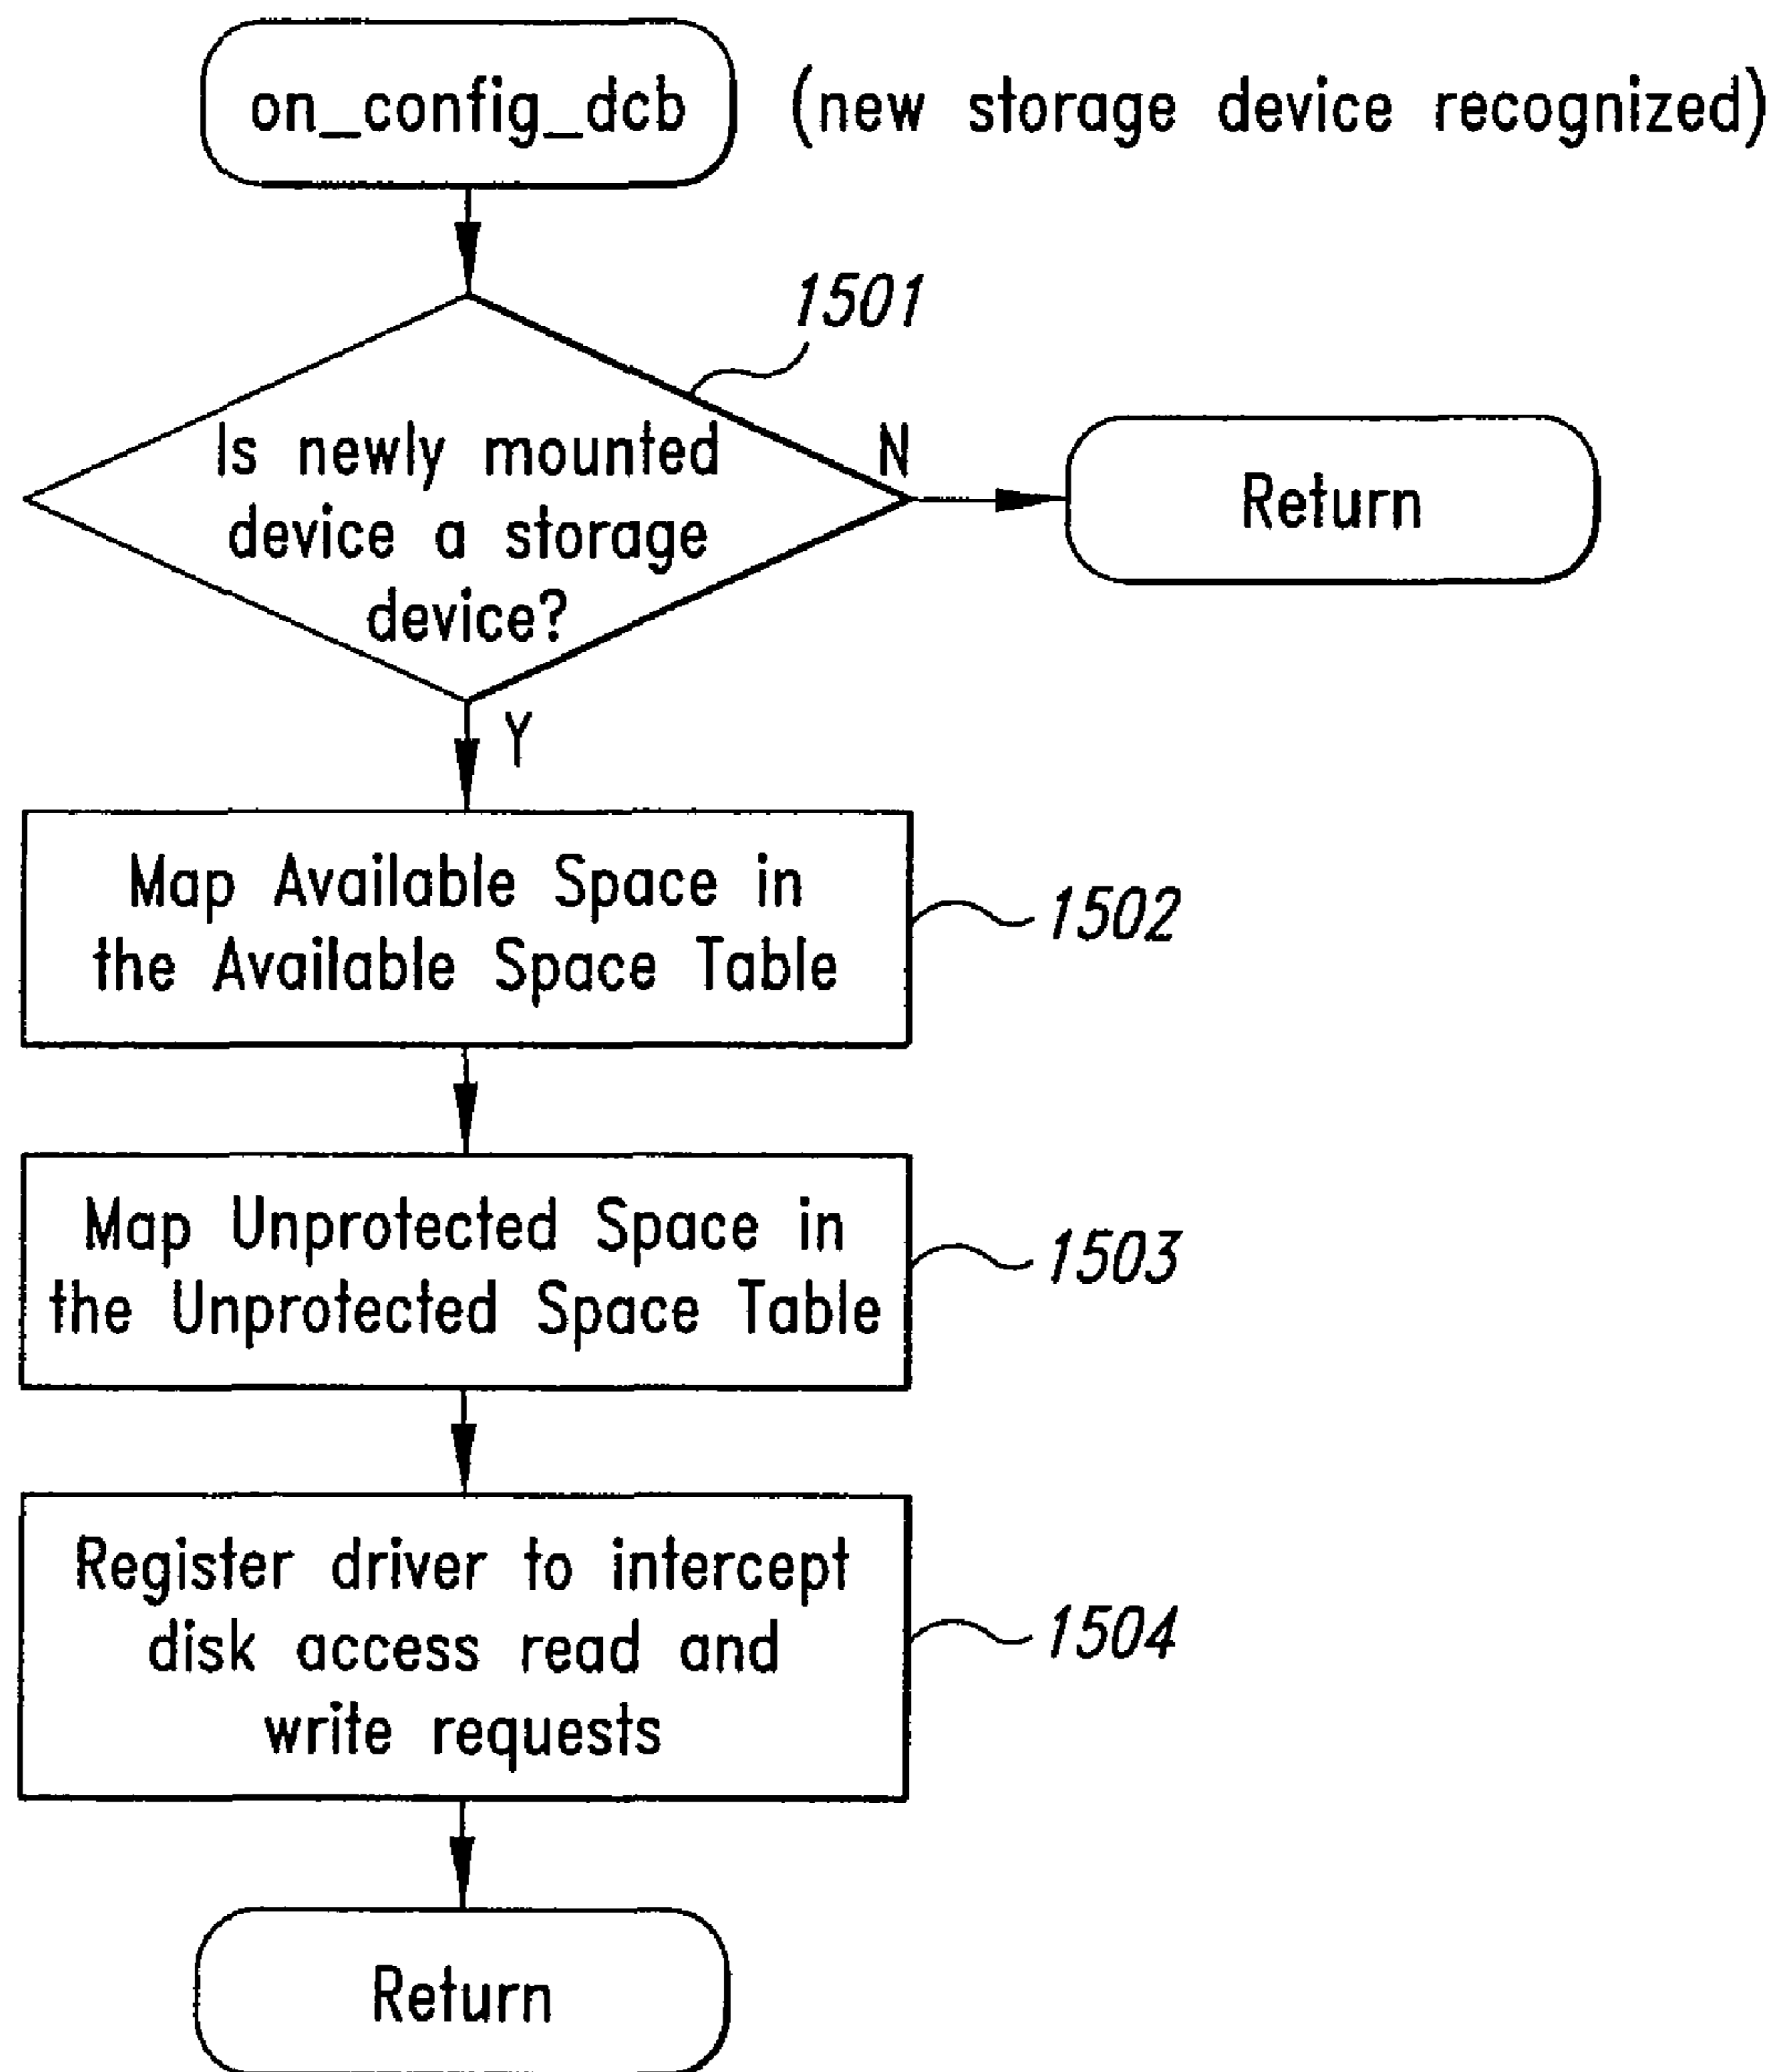 on_config_dcb (new storage device recognized)
1501
Is newly mounted
device a storage
device?
N
Return
Y
Map Available Space in
the Available Space Table
1502
Map Unprotected Space in
the Unprotected Space Table
1503
Register driver to intercept
disk access read and
write requests
1504
Return